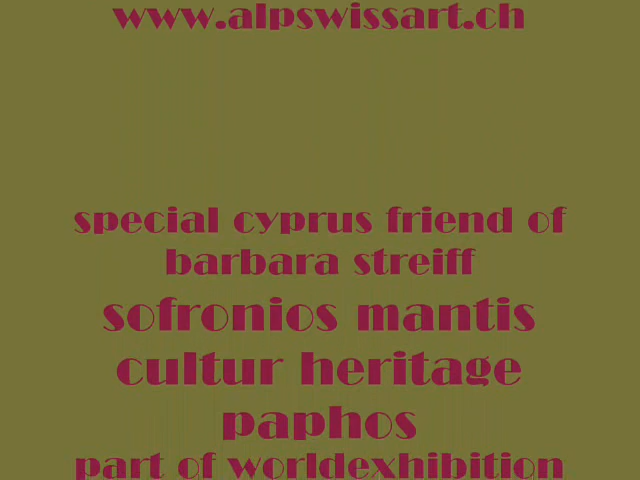 www.alpswissart.ch
special cyprus friend of
barbara streiff
sofronios mantis
cultur heritage
paphos
part of worldexhibition